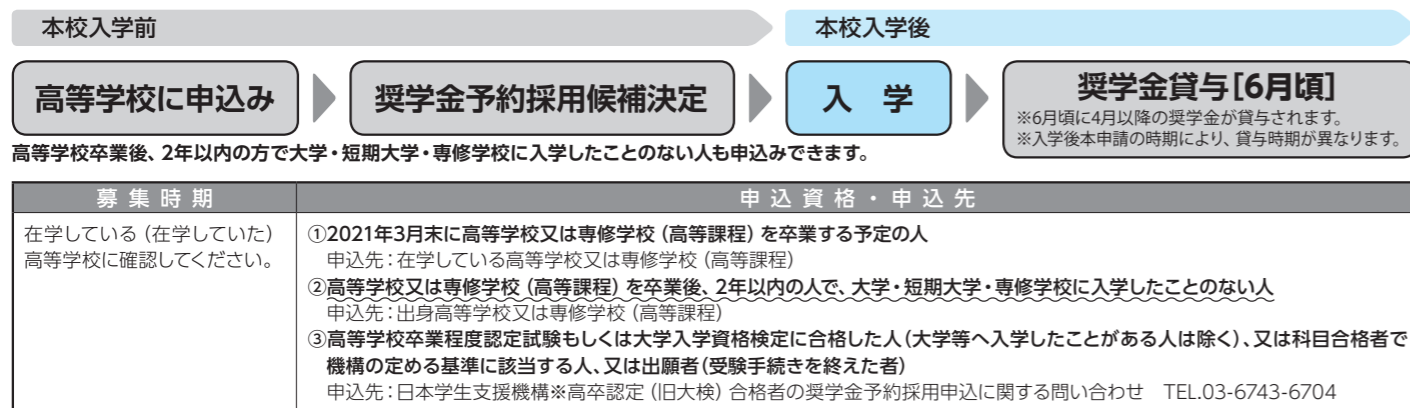 本校入学前
本校入学後
高等学校に申込み
奨学金予約採用候補決定
入 学
奨学金貸与[6月頃]
※6月頃に4月以降の奨学金が貸与されます。
※入学後本申請の時期により、貸与時期が異なります。
高等学校卒業後、2年以内の方で大学・短期大学・専修学校に入学したことのない人も申込みできます。
募集時期
申込資格・申込先
在学している(在学していた)
高等学校に確認してください。
①2021年3月末に高等学校又は専修学校(高等課程)を卒業する予定の人
申込先:在学している高等学校又は専修学校(高等課程)
②高等学校又は専修学校(高等課程)を卒業後、2年以内の人で、大学・短期大学・専修学校に入学したことのない人
申込先:出身高等学校又は専修学校(高等課程)
③高等学校卒業程度認定試験もしくは大学入学資格検定に合格した人(大学等へ入学したことがある人は除く)、又は科目合格者で
機構の定める基準に該当する人、又は出願者(受験手続きを終えた者)
申込先:日本学生支援機構※高卒認定(旧大検)合格者の奨学金予約採用申込に関する問い合わせ TEL.03-6743-6704